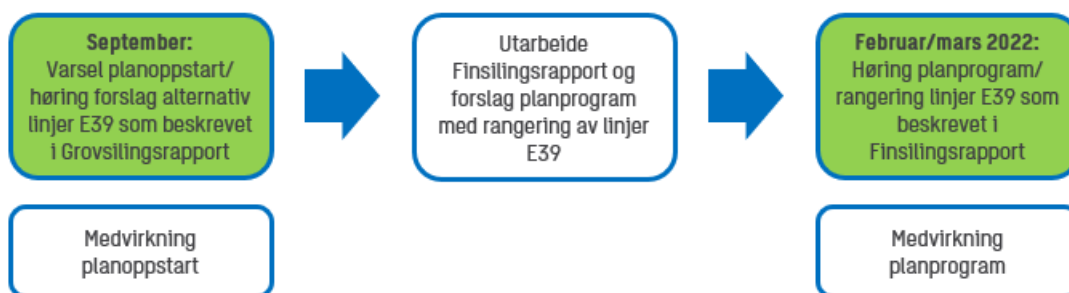 September:
Varsel planoppstart/
høring forslag alternativ
linjer E39 som beskrevet
i Grovsilingsrapport
Utarbeide
Finsilingsrapport og
forslag planprogram
med rangering av linjer
E39
Februar/mars 2022:
Høring planprogram/
rangering linjer E39 som
beskrevet i
Finsilingsrapport
Medvirkning
planoppstart
Medvirkning
planprogram